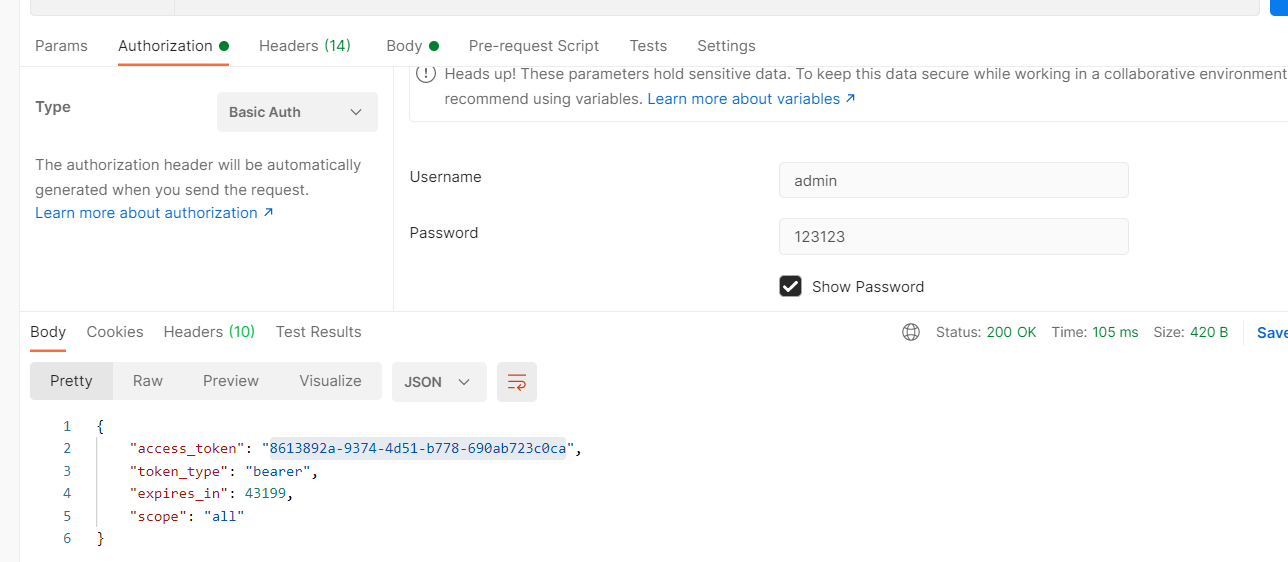 Params Authorization Headers (14) Body Pre-request Script Tests Settings
Heads up! These parameters hold sensitive data. To keep this data secure while working in a collaborative environment
recommend using variables. Learn more about variables ↗
Type Basic Auth
The authorization header will be automatically
generated when you send the request.
Learn more about authorization ↗
Username admin
Password 123123
Show Password
Body Cookies Headers (10) Test Results Status: 200 OK Time: 105 ms Size: 420 B Save
Pretty Raw Preview Visualize JSON
1 {
2 "access_token": "8613892a-9374-4d51-b778-690ab723c0ca",
3 "token_type": "bearer",
4 "expires_in": 43199,
5 "scope": "all"
6 }